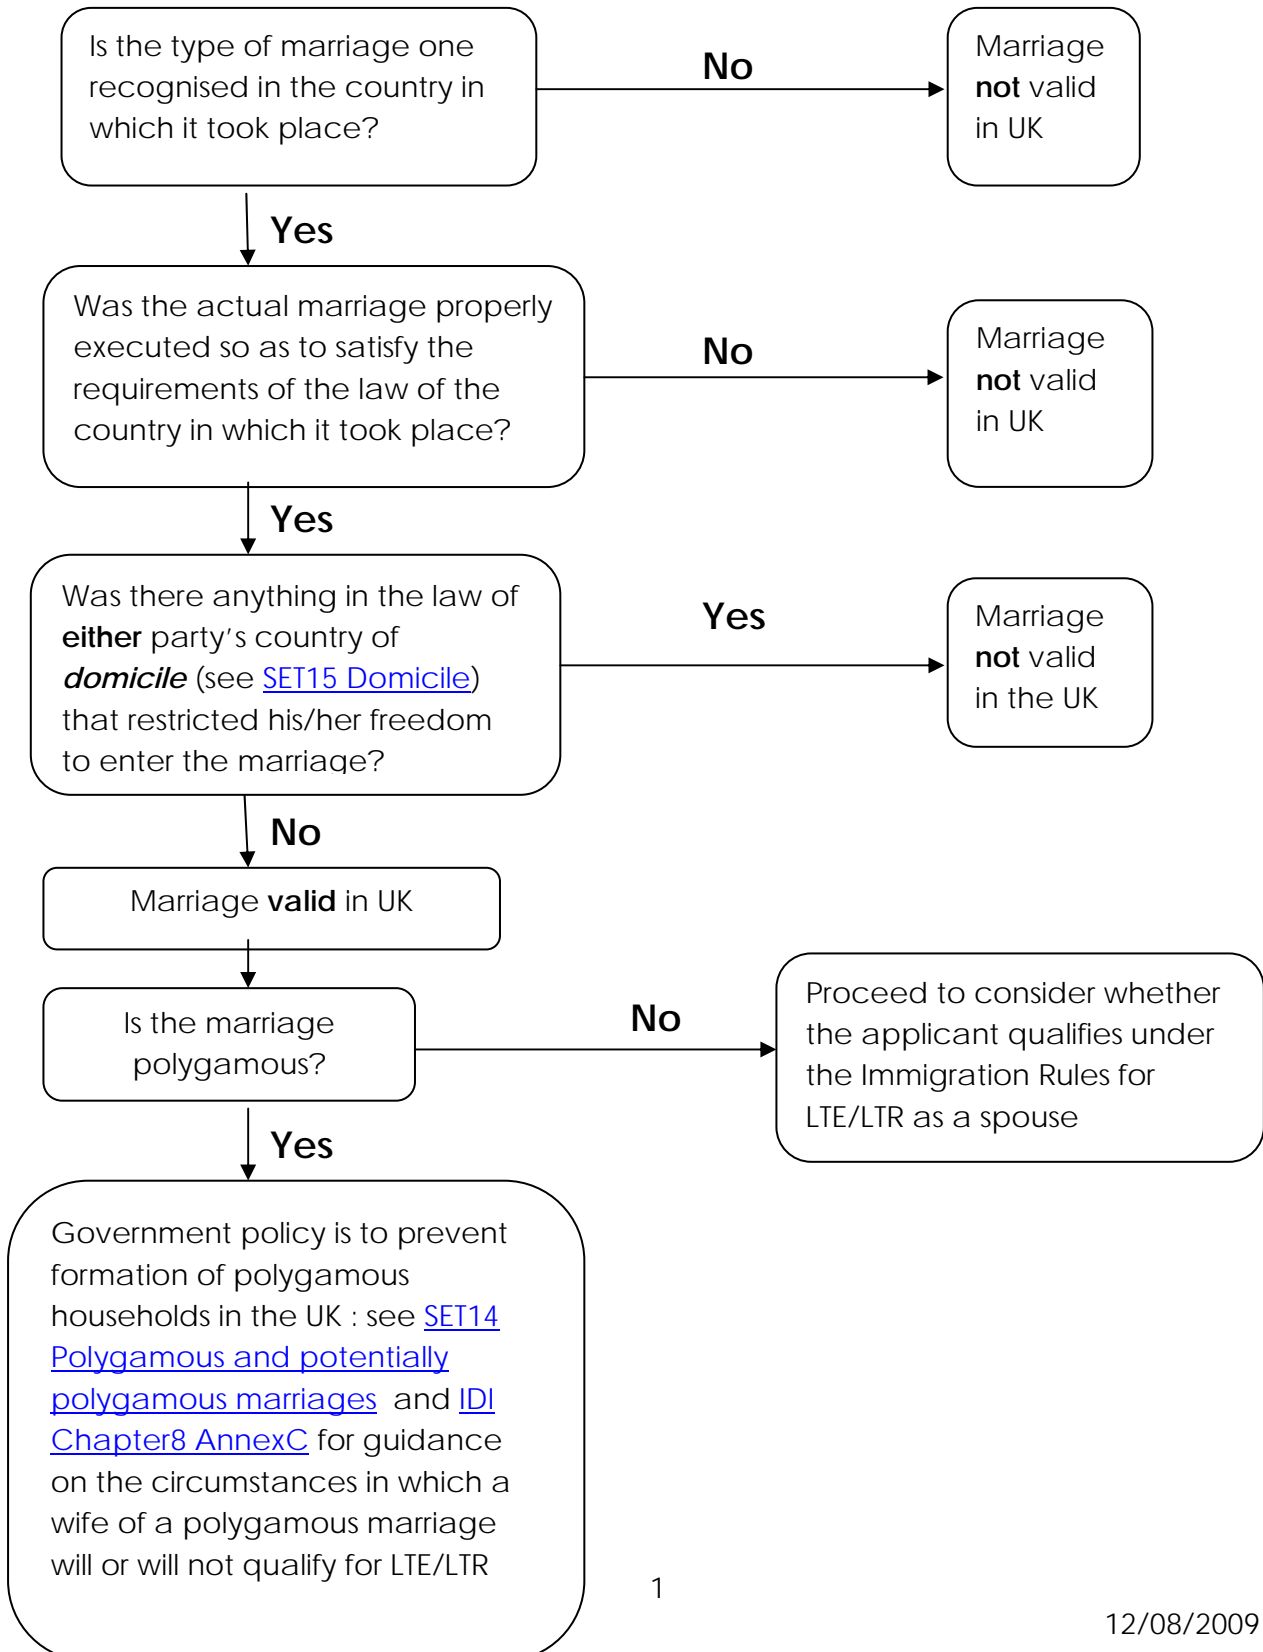 Is the type of marriage one
recognised in the country in
which it took place?
No
Marriage
not valid
in UK
Yes
Was the actual marriage properly
executed so as to satisfy the
requirements of the law of the
country in which it took place?
No
Marriage
not valid
in UK
Yes
Was there anything in the law of
either party's country of
domicile (see SET15 Domicile)
that restricted his/her freedom
to enter the marriage?
Yes
Marriage
not valid
in the UK
No
Marriage valid in UK
Is the marriage
polygamous?
No
Proceed to consider whether
the applicant qualifies under
the Immigration Rules for
LTE/LTR as a spouse
Yes
Government policy is to prevent
formation of polygamous
households in the UK : see SET14
Polygamous and potentially
polygamous marriages and IDI
Chapter8 AnnexC for guidance
on the circumstances in which a
wife of a polygamous marriage
will or will not qualify for LTE/LTR
1
12/08/2009